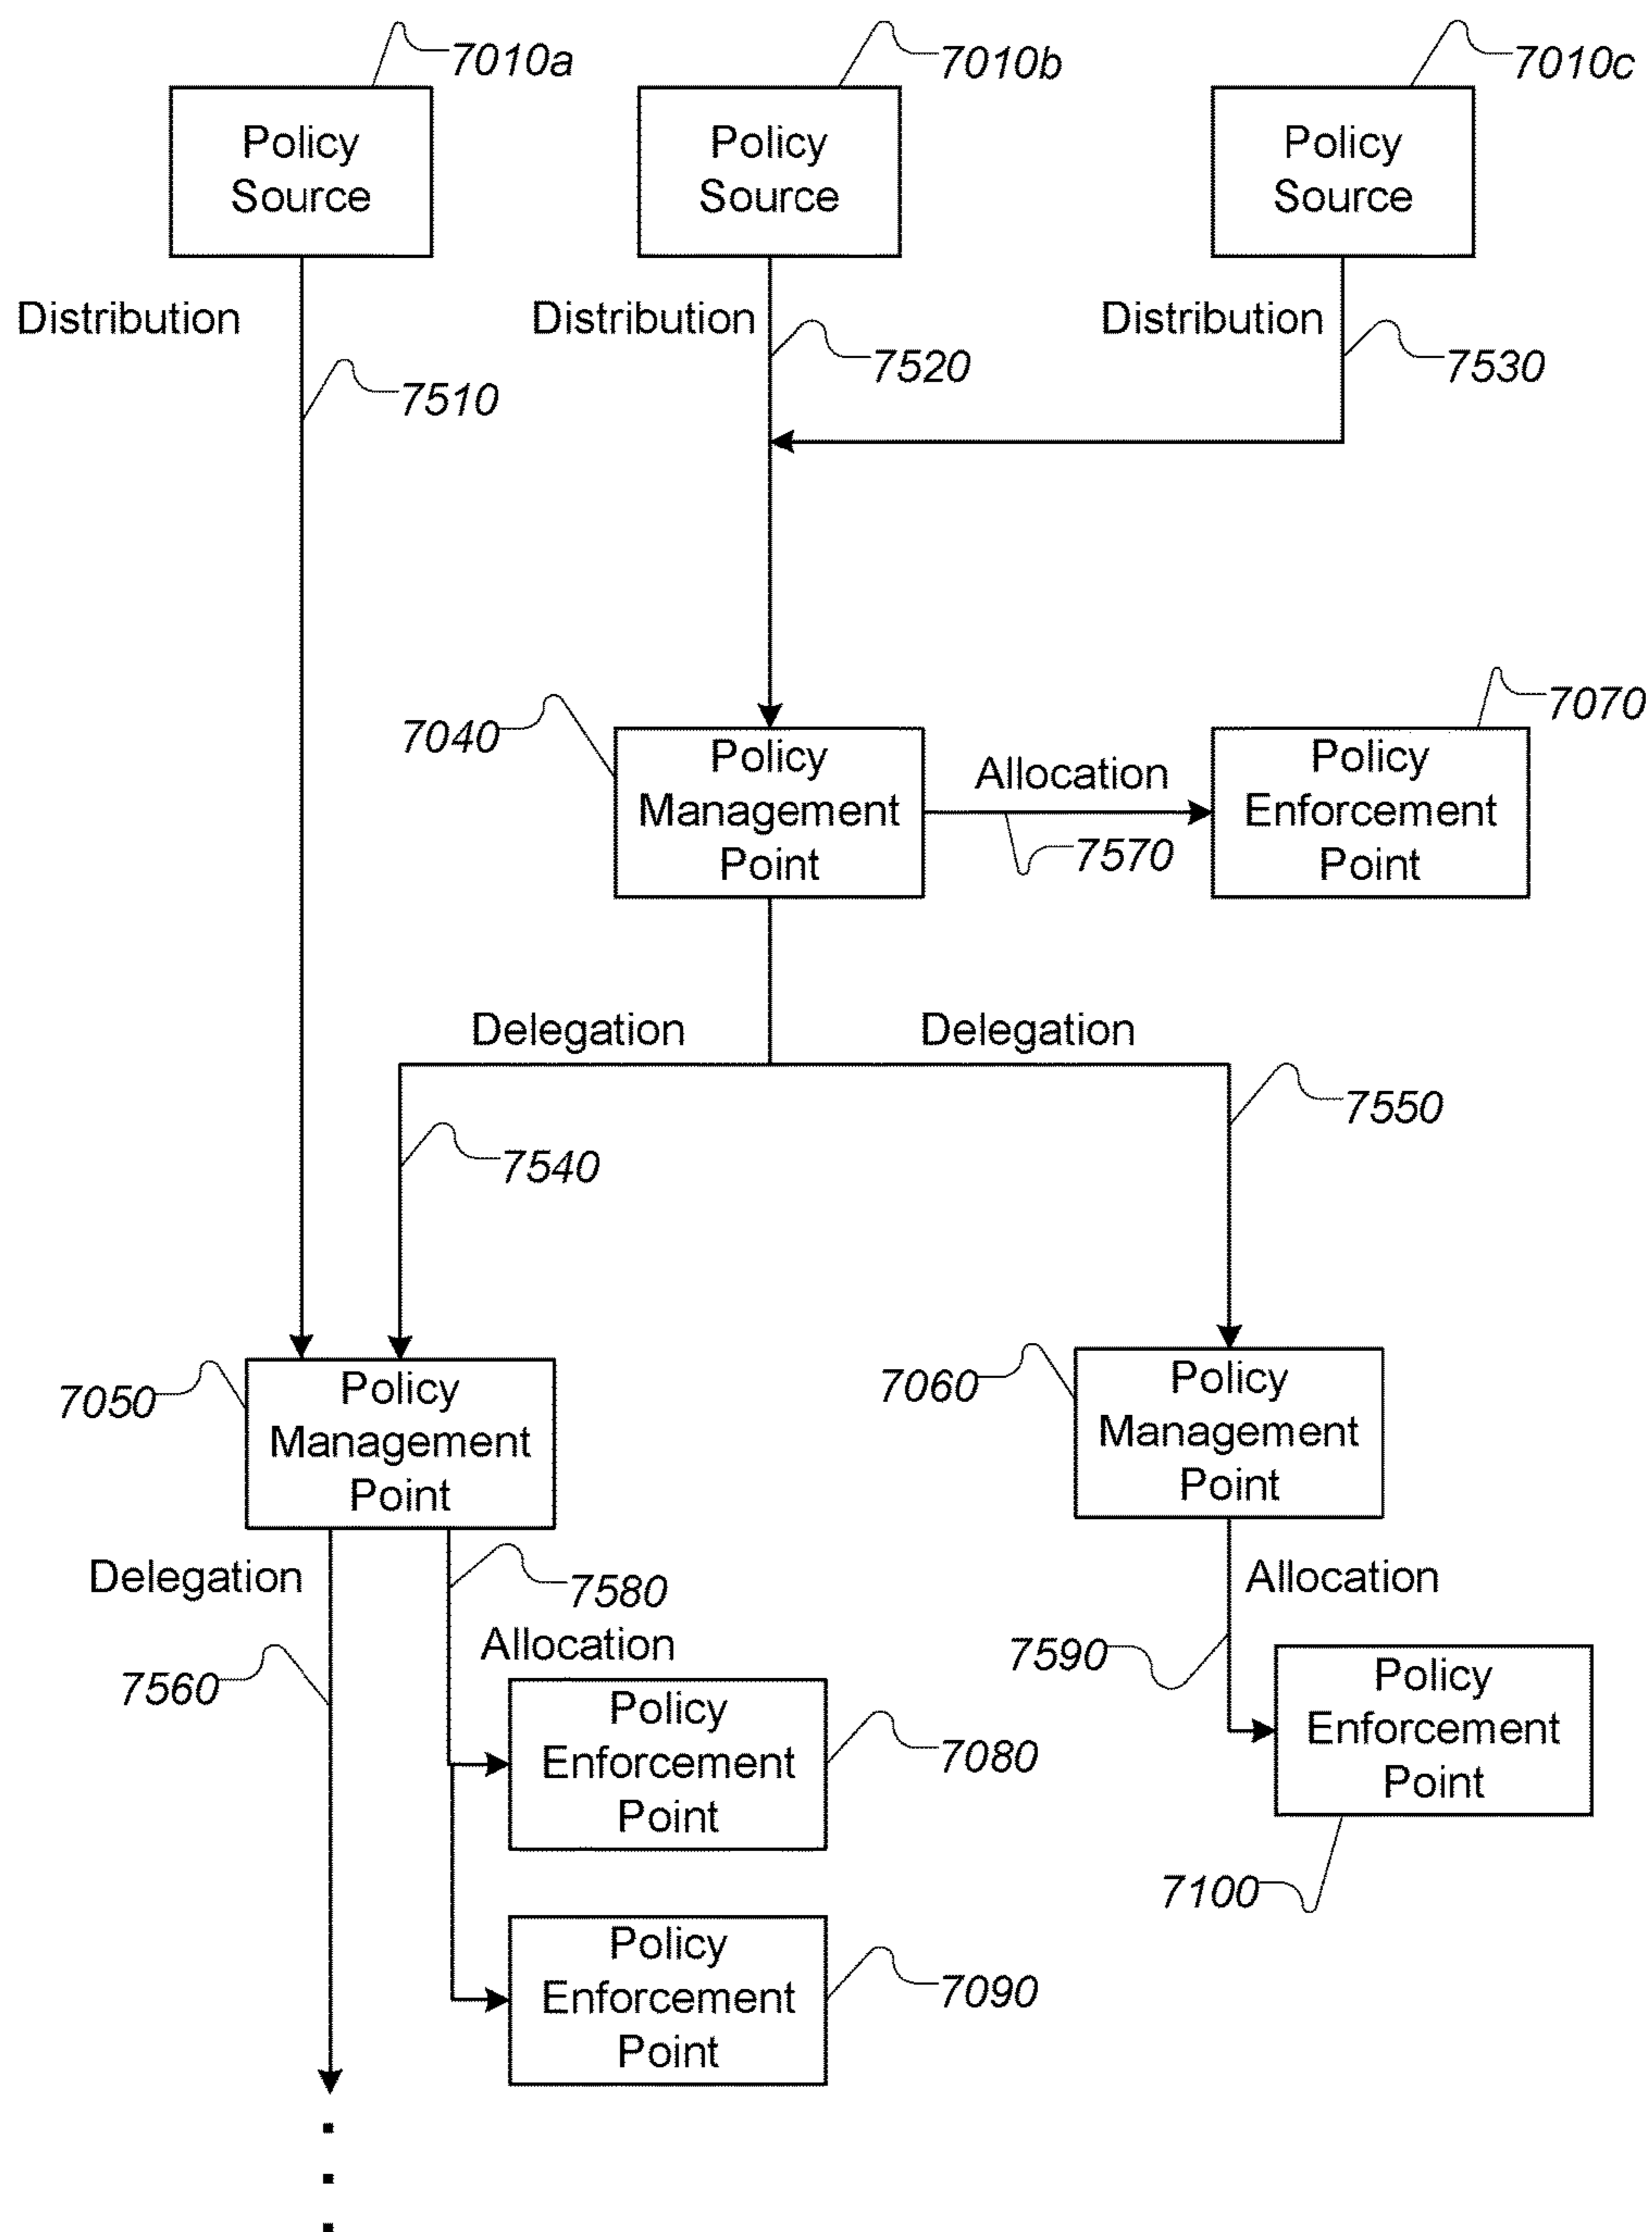 7010a
7010b
7010c
Policy
Source
Policy
Source
Policy
Source
Distribution
Distribution
Distribution
7510
7520
7530
7040
Policy
Management
Point
Allocation
7570
7070
Policy
Enforcement
Point
Delegation
Delegation
7540
7550
7050
Policy
Management
Point
7060
Policy
Management
Point
Delegation
7580
Allocation
7560
Policy
Enforcement
Point
7080
Policy
Enforcement
Point
7090
Allocation
7590
Policy
Enforcement
Point
7100